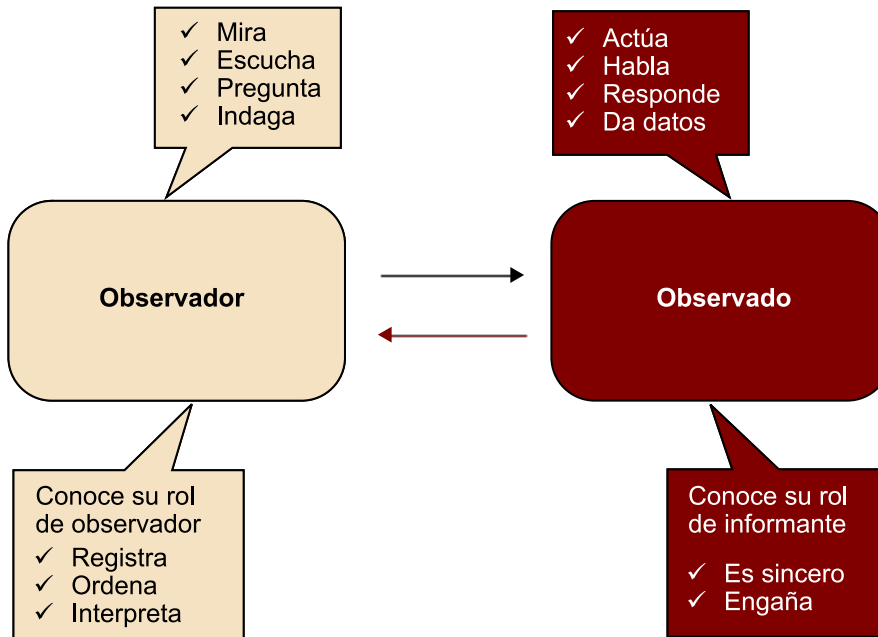 ✓ Mira
✓ Escucha
✓ Pregunta
✓ Indaga
✓ Actúa
✓ Habla
✓ Responde
✓ Da datos
Observador
Observado
Conoce su rol
de observador
✓ Registra
✓ Ordena
✓ Interpreta
Conoce su rol
de informante
✓ Es sincero
✓ Engaña